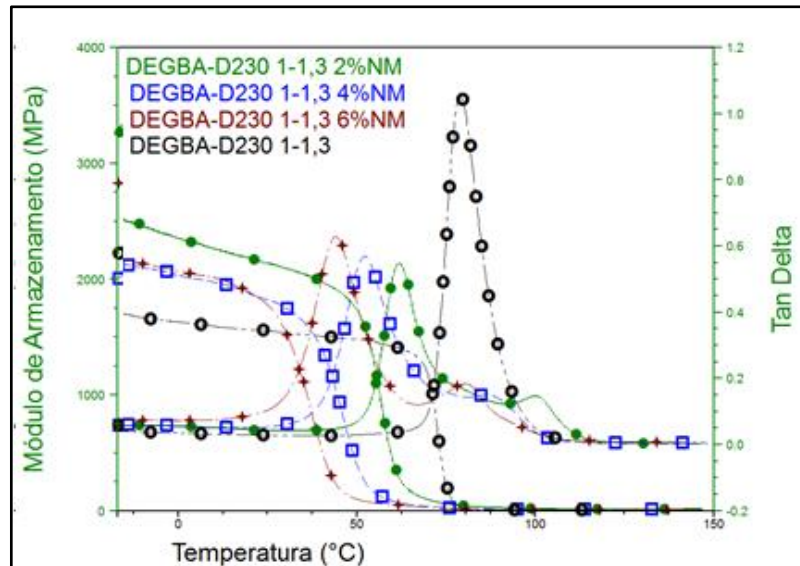 4000
3000
2000
1000
0
Módulo de Armazenamento (MPa)
DEGBA-D230 1-1,3 2%NM
DEGBA-D230 1-1,3 4%NM
DEGBA-D230 1-1,3 6%NM
DEGBA-D230 1-1,3
1.2
1.0
0.8
0.6
0.4
0.2
0.0
-0.2
Tan Delta
0
50
100
150
Temperatura (°C)